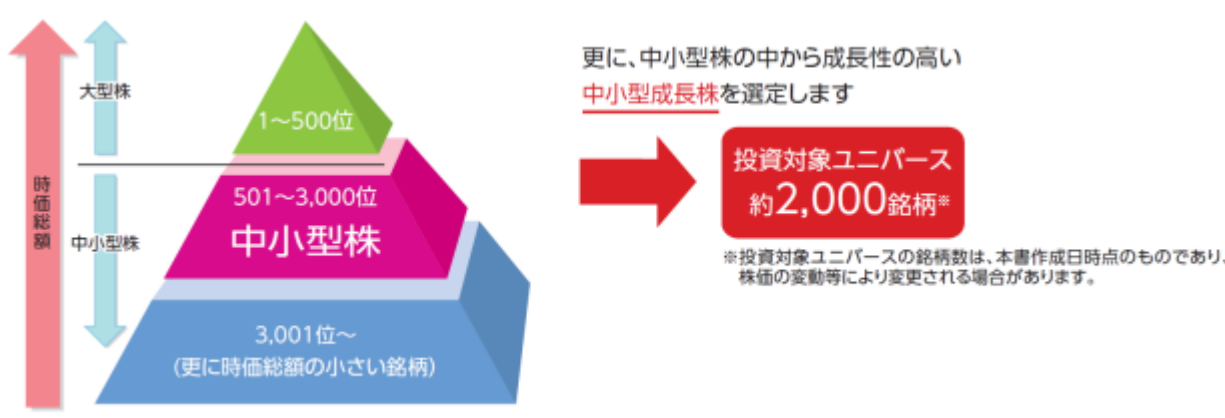 時価総額
大型株
中小型株
1～500位
501～3,000位
中小型株
3,001位～
(更に時価総額の小さい銘柄)
更に、中小型株の中から成長性の高い
中小型成長株を選定します
投資対象ユニバース
約2,000銘柄※
※投資対象ユニバースの銘柄数は、本書作成日時点のものであり、
株価の変動等により変更される場合があります。